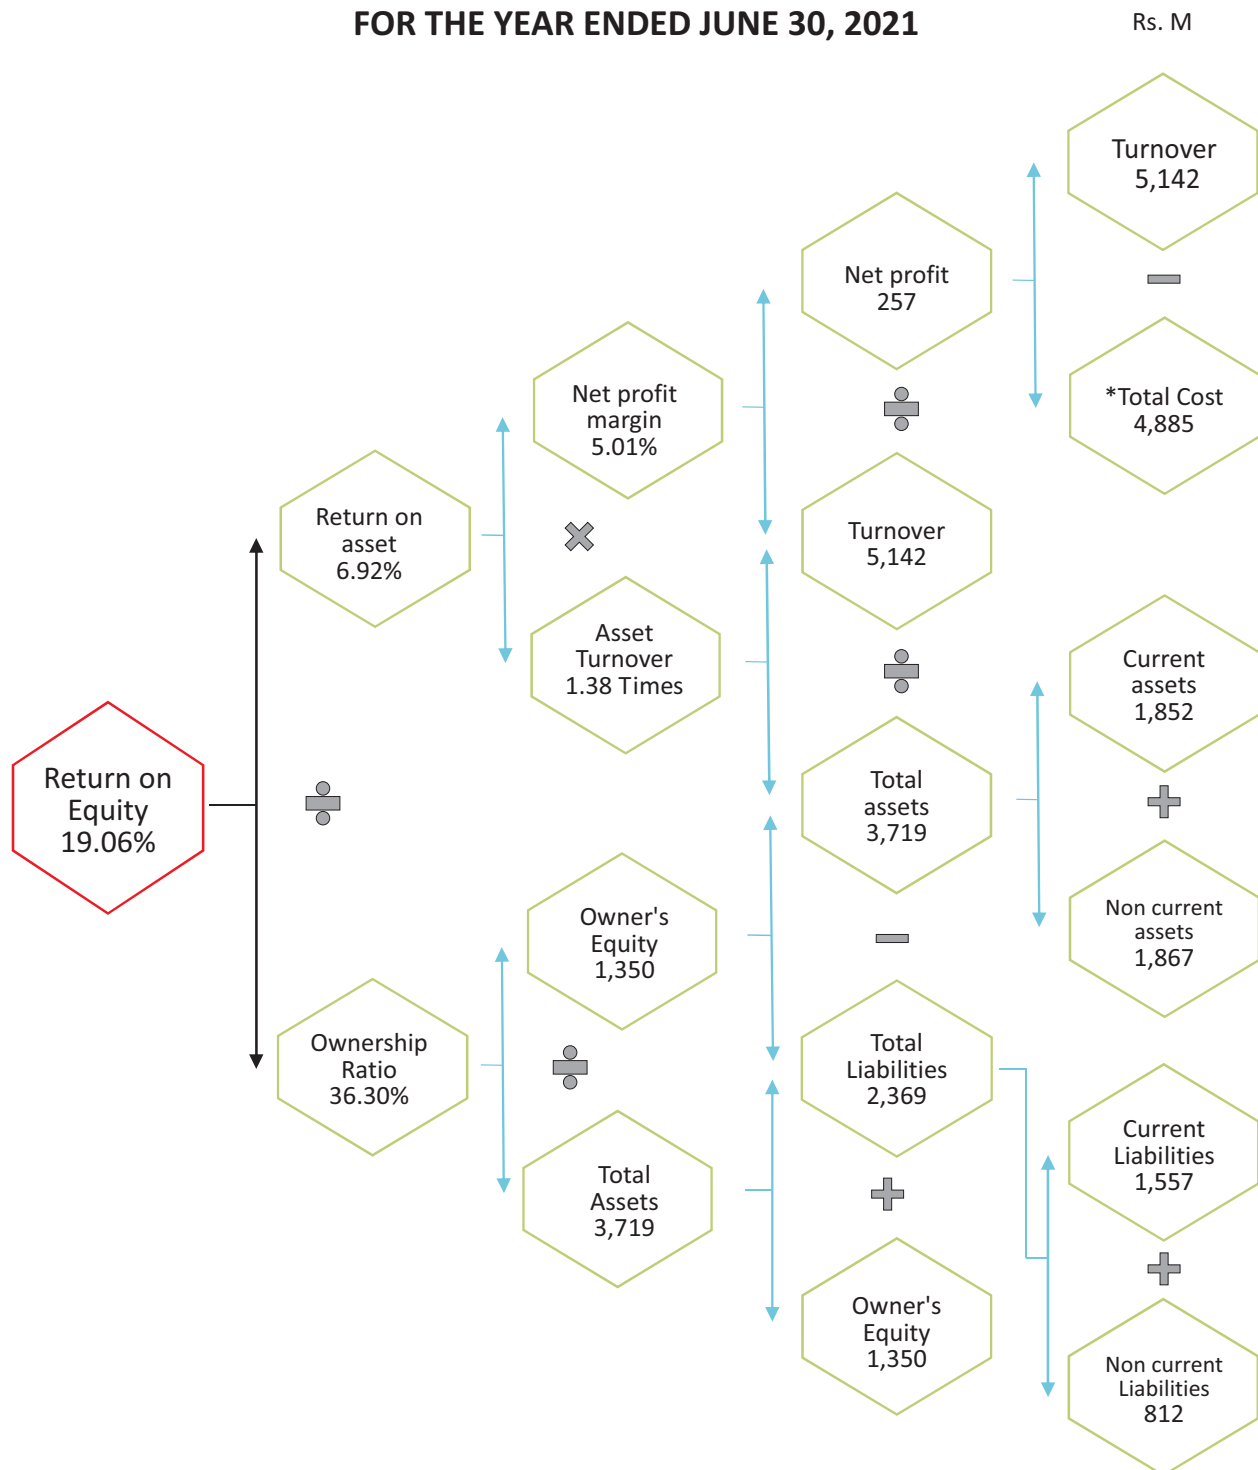 FOR THE YEAR ENDED JUNE 30, 2021
Rs. M
Turnover
5,142
Net profit
257
*Total Cost
4,885
Net profit
margin
5.01%
Return on
asset
6.92%
Turnover
5,142
Asset
Turnover
1.38 Times
Current
assets
1,852
Return on
Equity
19.06%
Total
assets
3,719
Owner's
Equity
1,350
Non current
assets
1,867
Ownership
Ratio
36.30%
Total
Liabilities
2,369
Total
Assets
3,719
Current
Liabilities
1,557
Owner's
Equity
1,350
Non current
Liabilities
812